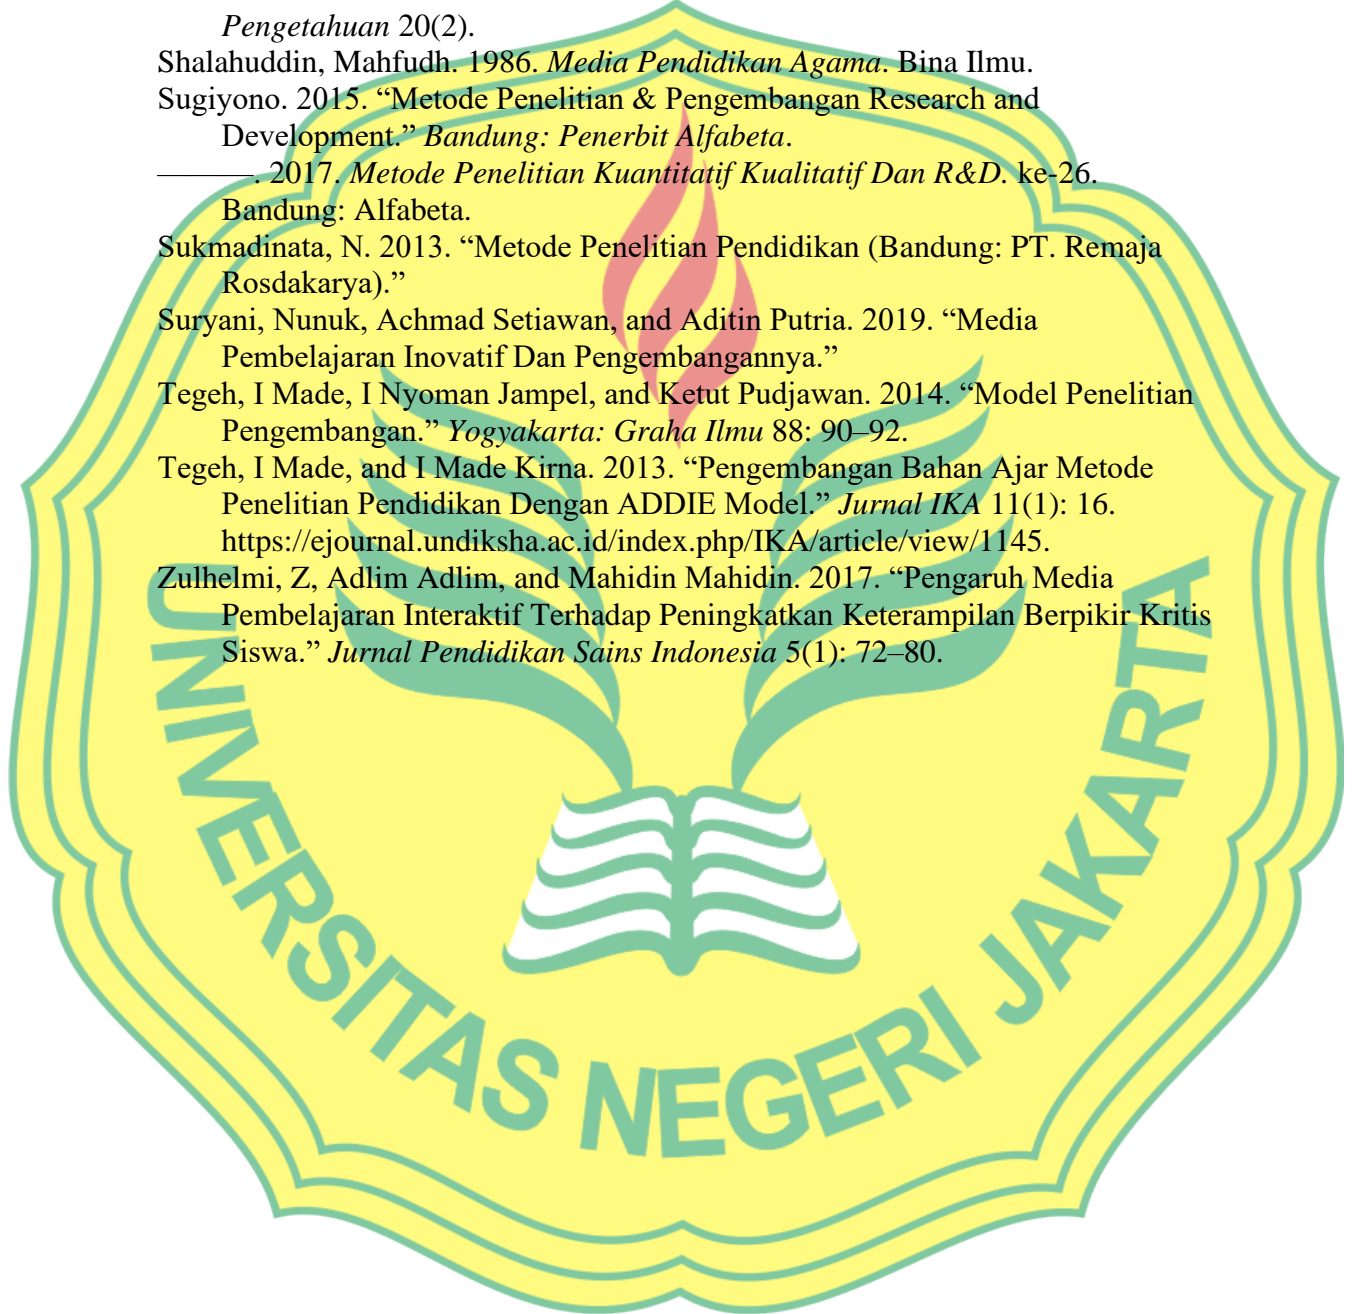 Pengetahuan 20(2).
Shalahuddin, Mahfudh. 1986. Media Pendidikan Agama. Bina Ilmu.
Sugiyono. 2015. “Metode Penelitian & Pengembangan Research and
Development.” Bandung: Penerbit Alfabeta.
———. 2017. Metode Penelitian Kuantitatif Kualitatif Dan R&D. ke-26.
Bandung: Alfabeta.
Sukmadinata, N. 2013. “Metode Penelitian Pendidikan (Bandung: PT. Remaja
Rosdakarya).”
Suryani, Nunuk, Achmad Setiawan, and Aditin Putria. 2019. “Media
Pembelajaran Inovatif Dan Pengembangannya.”
Tegeh, I Made, I Nyoman Jampel, and Ketut Pudjawan. 2014. “Model Penelitian
Pengembangan.” Yogyakarta: Graha Ilmu 88: 90–92.
Tegeh, I Made, and I Made Kirna. 2013. “Pengembangan Bahan Ajar Metode
Penelitian Pendidikan Dengan ADDIE Model.” Jurnal IKA 11(1): 16.
https://ejournal.undiksha.ac.id/index.php/IKA/article/view/1145.
Zulhelmi, Z, Adlim Adlim, and Mahidin Mahidin. 2017. “Pengaruh Media
Pembelajaran Interaktif Terhadap Peningkatkan Keterampilan Berpikir Kritis
Siswa.” Jurnal Pendidikan Sains Indonesia 5(1): 72–80.
UNIVERSITAS NEGERI JAKARTA